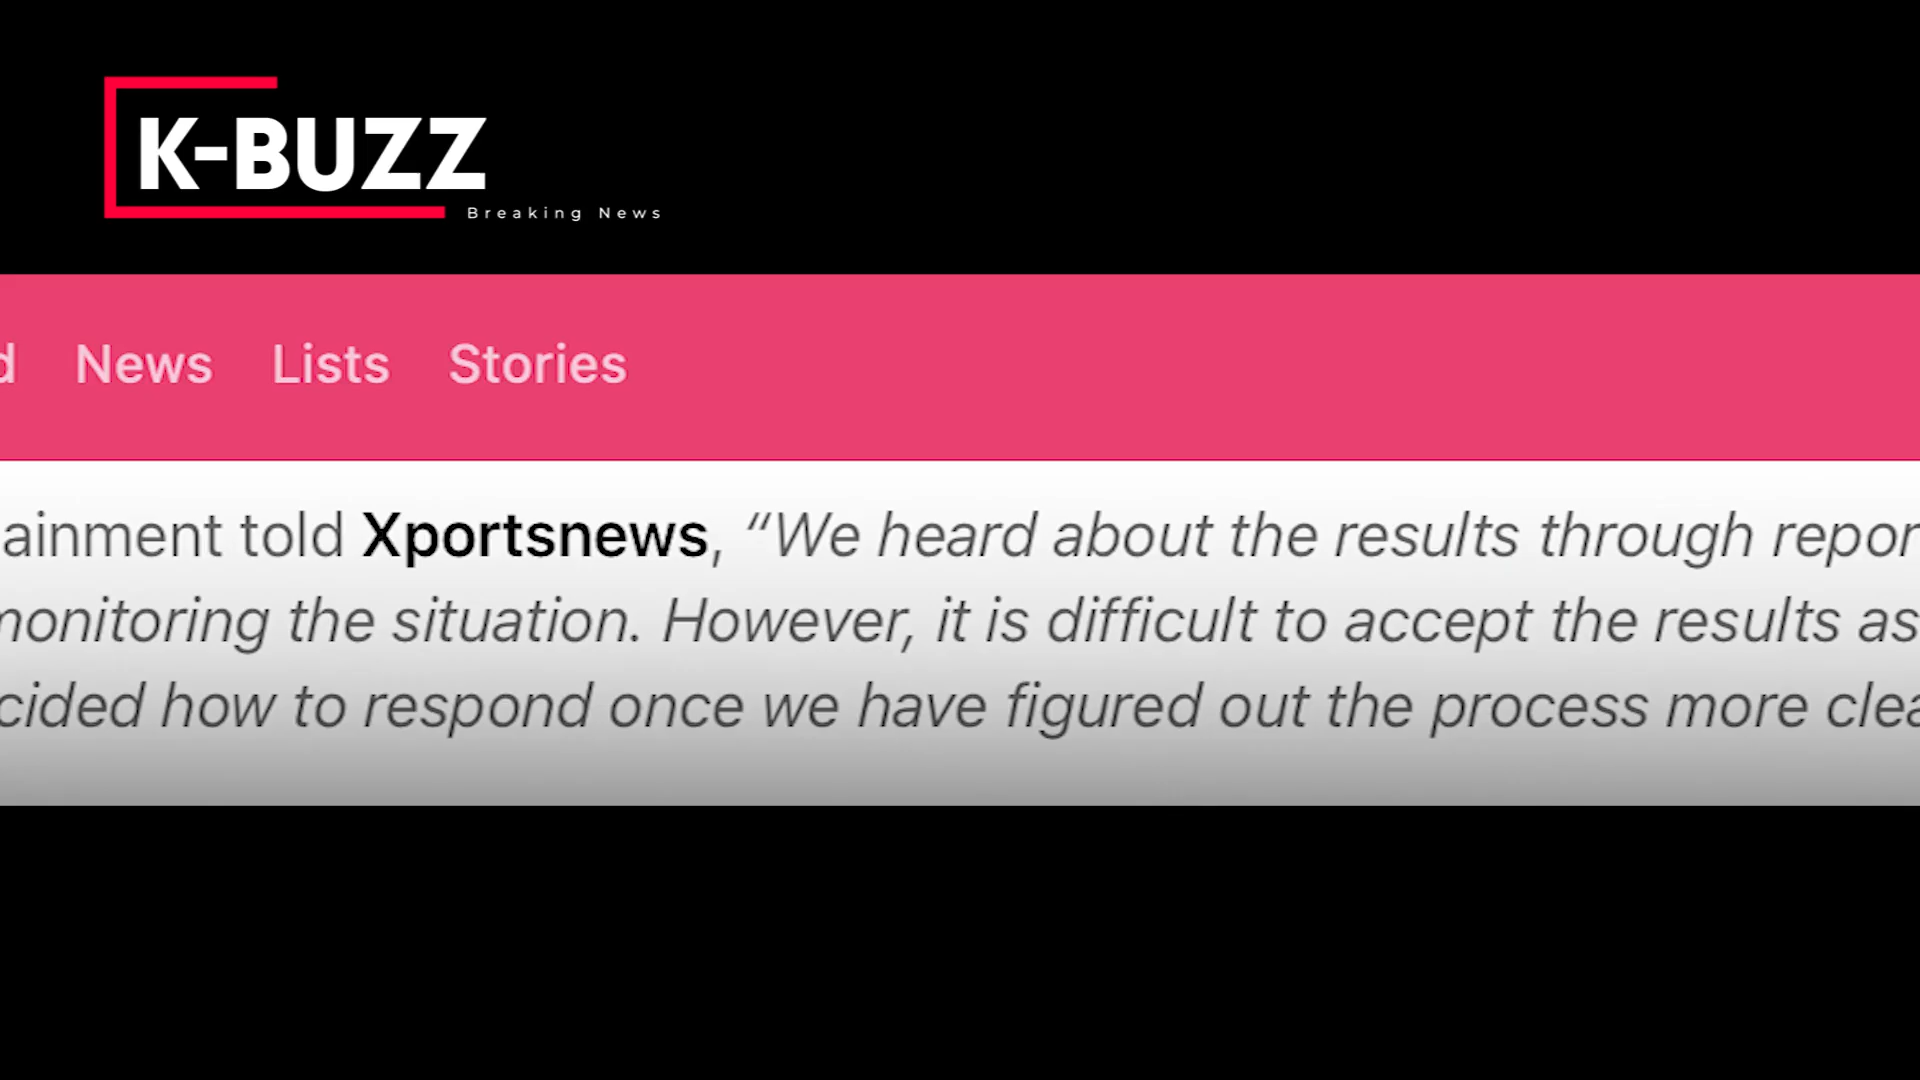 K-BUZZ
Breaking News
d News Lists Stories
ainment told Xportsnews, “We heard about the results through repor
monitoring the situation. However, it is difficult to accept the results as
cided how to respond once we have figured out the process more clea